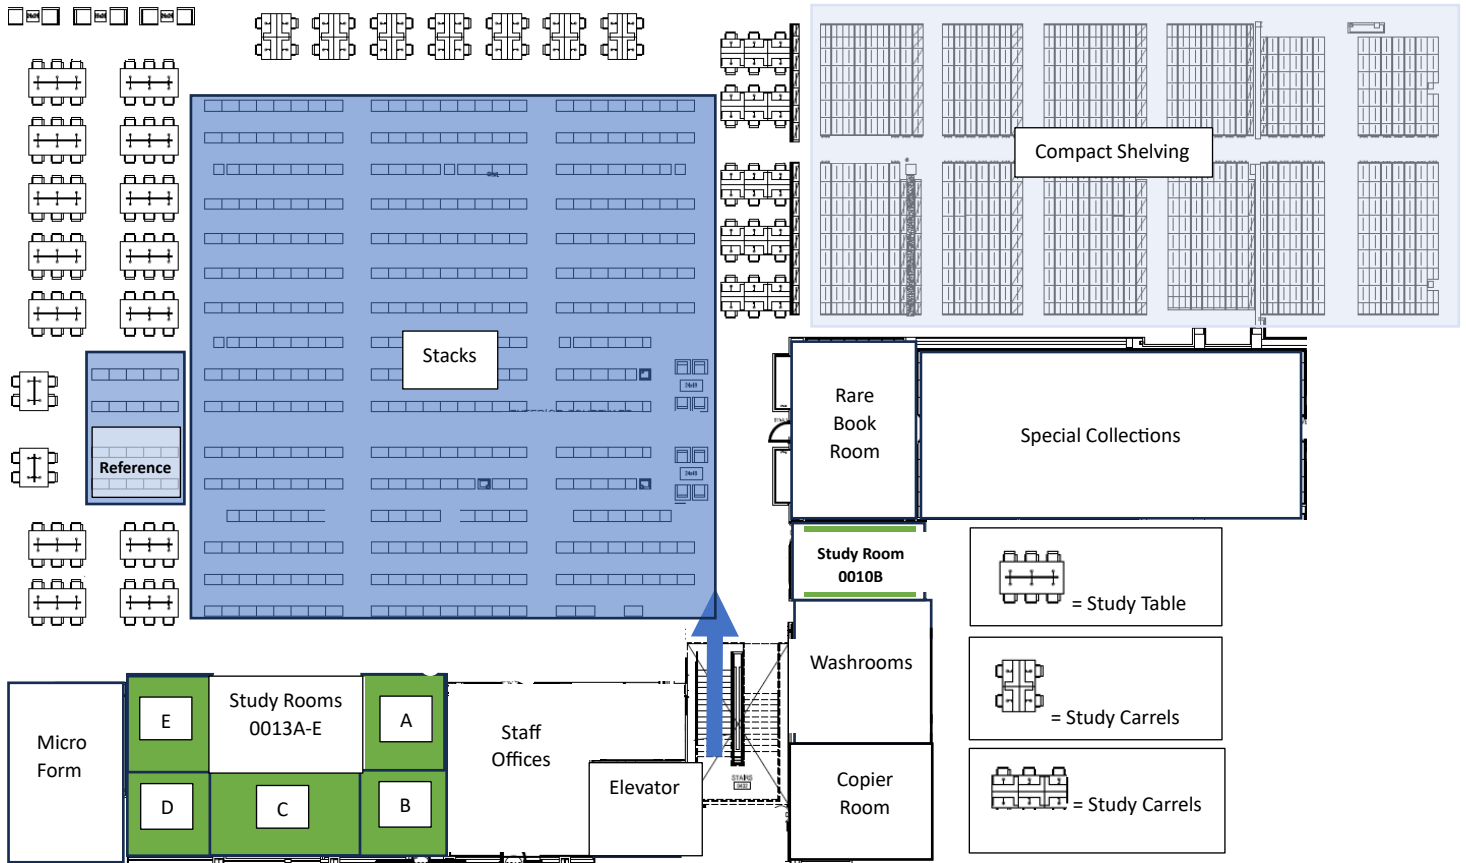 Compact Shelving
Stacks
Rare
Book
Room
Special Collections
Reference
Study Room
0010B
= Study Table
Washrooms
= Study Carrels
Study Rooms
0013A-E
E
A
Staff
Offices
Micro
Form
Elevator
STAIRS
Copier
Room
D
C
B
= Study Carrels